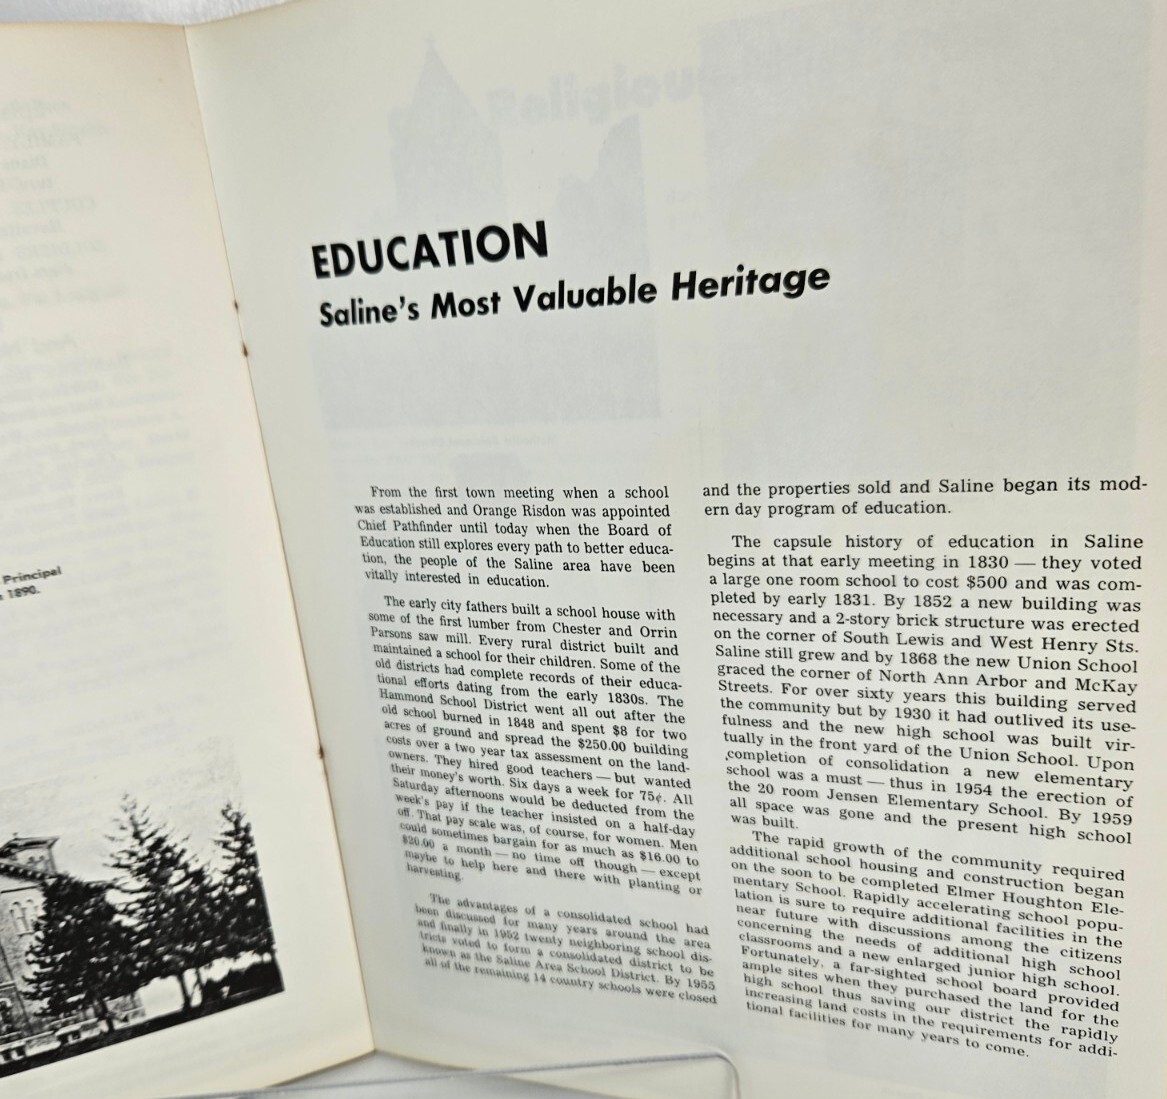 Principal
1890.
EDUCATION
Saline's Most Valuable Heritage
From the first town meeting when a school
was established and Orange Risdon was appointed
Chief Pathfinder until today when the Board of
Education still explores every path to better educa-
tion, the people of the Saline area have been
vitally interested in education.
The early city fathers built a school house with
some of the first lumber from Chester and Orrin
Parsons saw mill. Every rural district built and
maintained a school for their children. Some of the
old districts had complete records of their educa-
tional efforts dating from the early 1830s. The
Hammond School District went all out after the
old school burned in 1848 and spent $8 for two
acres of ground and spread the $250.00 building
costs over a two year tax assessment on the land-
owners. They hired good teachers — but wanted
their money's worth. Six days a week for 75¢. All
Saturday afternoons would be deducted from the
week's pay if the teacher insisted on a half-day
off. That pay scale was, of course, for women. Men
could sometimes bargain for as much as $16.00 to
$20.00 a month — no time off though — except
maybe to help here and there with planting or
harvesting.
The advantages of a consolidated school had
been discussed for many years around the area
and finally in 1952 twenty neighboring school dis-
tricts voted to form a consolidated district to be
known as the Saline Area School District. By 1955
all of the remaining 14 country schools were closed
and the properties sold and Saline began its mod-
ern day program of education.
The capsule history of education in Saline
begins at that early meeting in 1830 — they voted
a large one room school to cost $500 and was com-
pleted by early 1831. By 1852 a new building was
necessary and a 2-story brick structure was erected
on the corner of South Lewis and West Henry Sts.
Saline still grew and by 1868 the new Union School
graced the corner of North Ann Arbor and McKay
Streets. For over sixty years this building served
the community but by 1930 it had outlived its use-
fulness and the new high school was built vir-
tually in the front yard of the Union School. Upon
completion of consolidation a new elementary
school was a must — thus in 1954 the erection of
the 20 room Jensen Elementary School. By 1959
all space was gone and the present high school
was built.
The rapid growth of the community required
additional school housing and construction began
on the soon to be completed Elmer Houghton Ele-
mentary School. Rapidly accelerating school popu-
lation is sure to require additional facilities in the
near future with discussions among the citizens
concerning the needs of additional high school
classrooms and a new enlarged junior high school.
Fortunately, a far-sighted school board provided
ample sites when they purchased the land for the
high school thus saving our district the rapidly
increasing land costs in the requirements for addi-
tional facilities for many years to come.